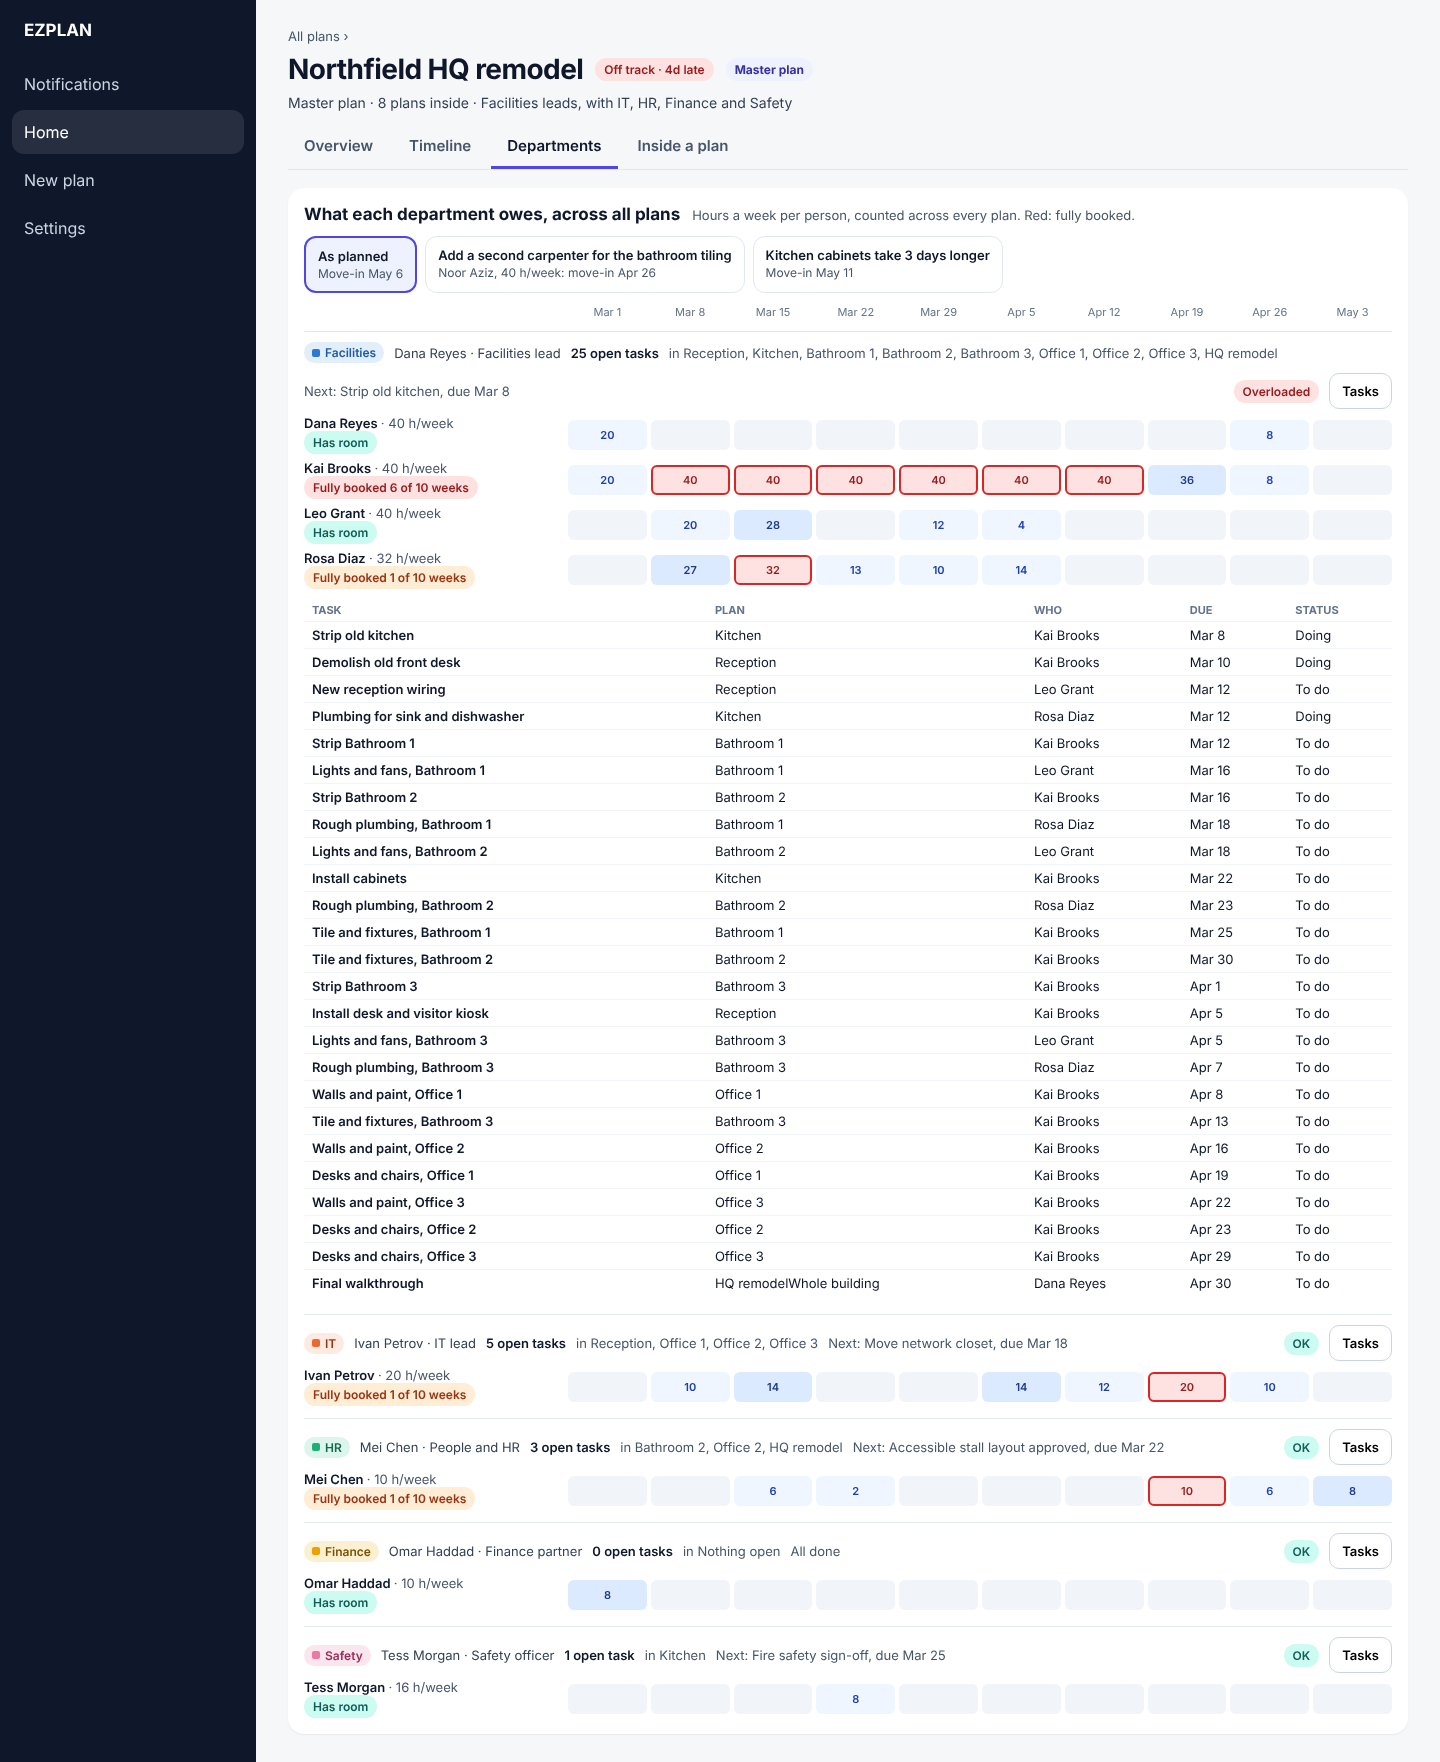 EZPLAN
Notifications
Home
New plan
Settings
All plans ›
Northfield HQ remodel Off track · 4d late Master plan
Master plan · 8 plans inside · Facilities leads, with IT, HR, Finance and Safety
Overview Timeline Departments Inside a plan
What each department owes, across all plans Hours a week per person, counted across every plan. Red: fully booked.
As planned
Move-in May 6
Add a second carpenter for the bathroom tiling
Noor Aziz, 40 h/week: move-in Apr 26
Kitchen cabinets take 3 days longer
Move-in May 11
Mar 1 Mar 8 Mar 15 Mar 22 Mar 29 Apr 5 Apr 12 Apr 19 Apr 26 May 3
Facilities Dana Reyes · Facilities lead 25 open tasks in Reception, Kitchen, Bathroom 1, Bathroom 2, Bathroom 3, Office 1, Office 2, Office 3, HQ remodel
Next: Strip old kitchen, due Mar 8 Overloaded Tasks
Dana Reyes · 40 h/week
Has room
20 8
Kai Brooks · 40 h/week
Fully booked 6 of 10 weeks
20 40 40 40 40 40 40 36 8
Leo Grant · 40 h/week
Has room
20 28 12 4
Rosa Diaz · 32 h/week
Fully booked 1 of 10 weeks
27 32 13 10 14
TASK PLAN WHO DUE STATUS
Strip old kitchen Kitchen Kai Brooks Mar 8 Doing
Demolish old front desk Reception Kai Brooks Mar 10 Doing
New reception wiring Reception Leo Grant Mar 12 To do
Plumbing for sink and dishwasher Kitchen Rosa Diaz Mar 12 Doing
Strip Bathroom 1 Bathroom 1 Kai Brooks Mar 12 To do
Lights and fans, Bathroom 1 Bathroom 1 Leo Grant Mar 16 To do
Strip Bathroom 2 Bathroom 2 Kai Brooks Mar 16 To do
Rough plumbing, Bathroom 1 Bathroom 1 Rosa Diaz Mar 18 To do
Lights and fans, Bathroom 2 Bathroom 2 Leo Grant Mar 18 To do
Install cabinets Kitchen Kai Brooks Mar 22 To do
Rough plumbing, Bathroom 2 Bathroom 2 Rosa Diaz Mar 23 To do
Tile and fixtures, Bathroom 1 Bathroom 1 Kai Brooks Mar 25 To do
Tile and fixtures, Bathroom 2 Bathroom 2 Kai Brooks Mar 30 To do
Strip Bathroom 3 Bathroom 3 Kai Brooks Apr 1 To do
Install desk and visitor kiosk Reception Kai Brooks Apr 5 To do
Lights and fans, Bathroom 3 Bathroom 3 Leo Grant Apr 5 To do
Rough plumbing, Bathroom 3 Bathroom 3 Rosa Diaz Apr 7 To do
Walls and paint, Office 1 Office 1 Kai Brooks Apr 8 To do
Tile and fixtures, Bathroom 3 Bathroom 3 Kai Brooks Apr 13 To do
Walls and paint, Office 2 Office 2 Kai Brooks Apr 16 To do
Desks and chairs, Office 1 Office 1 Kai Brooks Apr 19 To do
Walls and paint, Office 3 Office 3 Kai Brooks Apr 22 To do
Desks and chairs, Office 2 Office 2 Kai Brooks Apr 23 To do
Desks and chairs, Office 3 Office 3 Kai Brooks Apr 29 To do
Final walkthrough HQ remodelWhole building Dana Reyes Apr 30 To do
IT Ivan Petrov · IT lead 5 open tasks in Reception, Office 1, Office 2, Office 3 Next: Move network closet, due Mar 18 OK Tasks
Ivan Petrov · 20 h/week
Fully booked 1 of 10 weeks
10 14 14 12 20 10
HR Mei Chen · People and HR 3 open tasks in Bathroom 2, Office 2, HQ remodel Next: Accessible stall layout approved, due Mar 22 OK Tasks
Mei Chen · 10 h/week
Fully booked 1 of 10 weeks
6 2 10 6 8
Finance Omar Haddad · Finance partner 0 open tasks in Nothing open All done OK Tasks
Omar Haddad · 10 h/week
Has room
8
Safety Tess Morgan · Safety officer 1 open task in Kitchen Next: Fire safety sign-off, due Mar 25 OK Tasks
Tess Morgan · 16 h/week
Has room
8